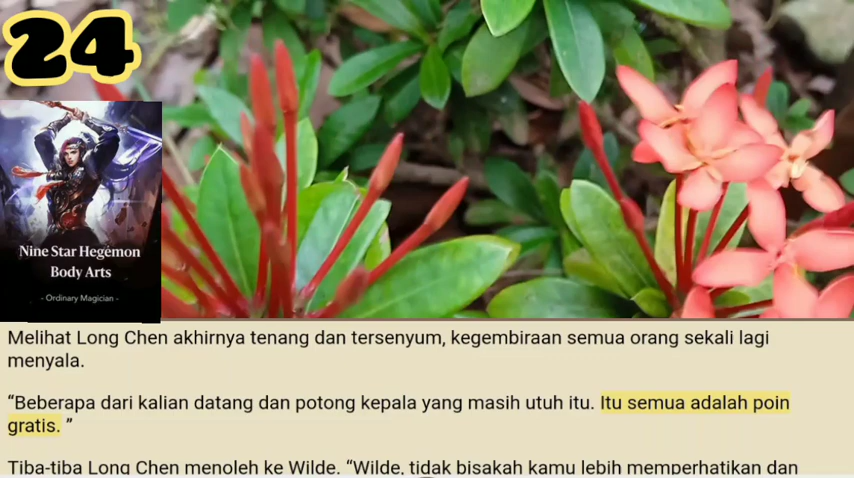 24
Nine Star Hegemon
Body Arts
- Ordinary Magician -
Melihat Long Chen akhirnya tenang dan tersenyum, kegembiraan semua orang sekali lagi
menyala.
“Beberapa dari kalian datang dan potong kepala yang masih utuh itu. Itu semua adalah poin
gratis. ”
Tiba-tiba Long Chen menoleh ke Wilde. “Wilde, tidak bisakah kamu lebih memperhatikan dan